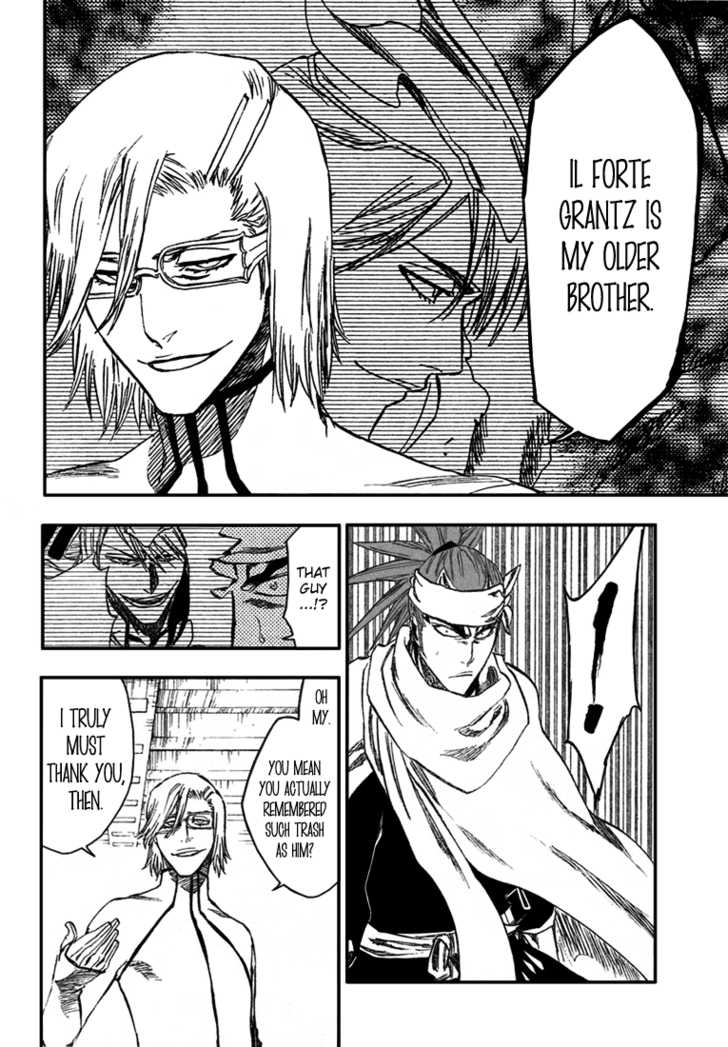 IL FORTE
GRANTZ IS
MY OLDER
BROTHER.
!
THAT
GUY
...!?
OH
MY.
YOU MEAN
YOU ACTUALLY
REMEMBERED
SUCH TRASH
AS HIM?
I TRULY
MUST
THANK YOU,
THEN.